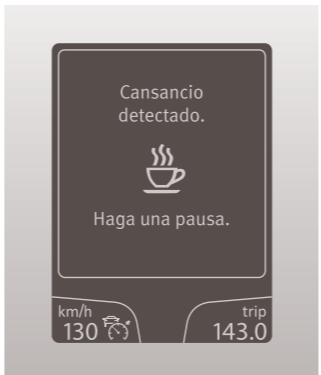 Cansancio
detectado.
Haga una pausa.
km/h
130
trip
143.0